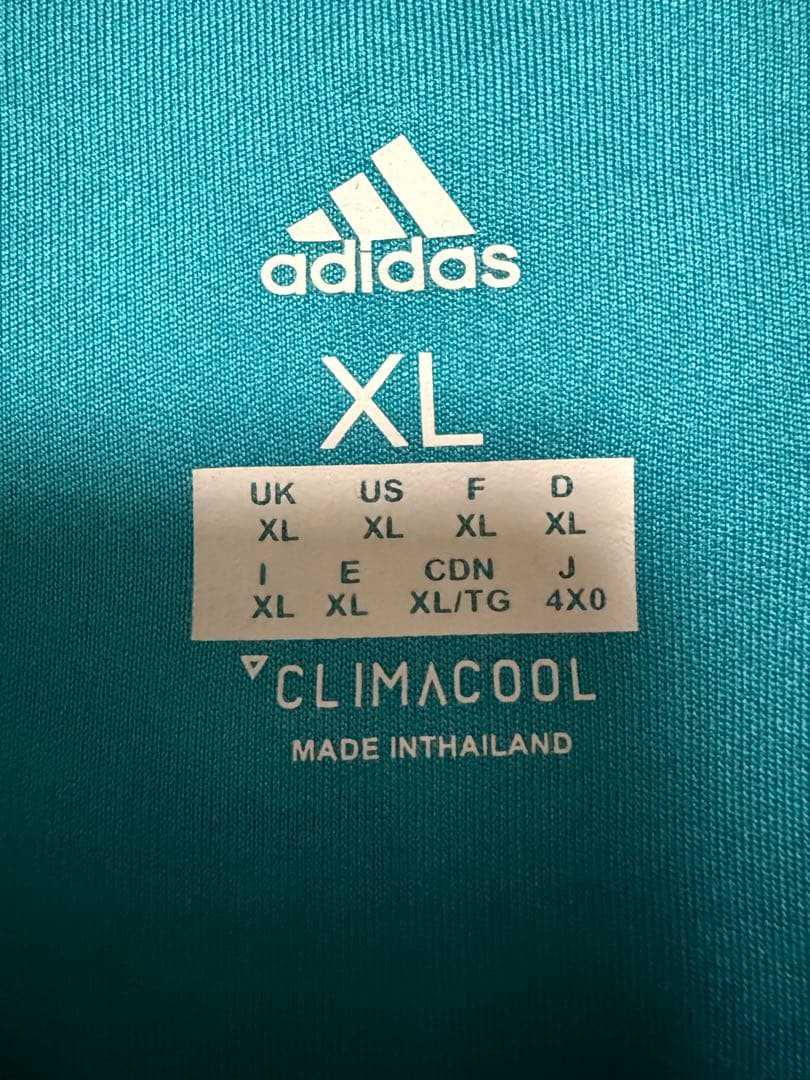 adidas
XL
UK US F D
XL XL XL XL
I E CDN J
XL XL XL/TG 4X0
CLIMACOOL
MADE INTHAILAND